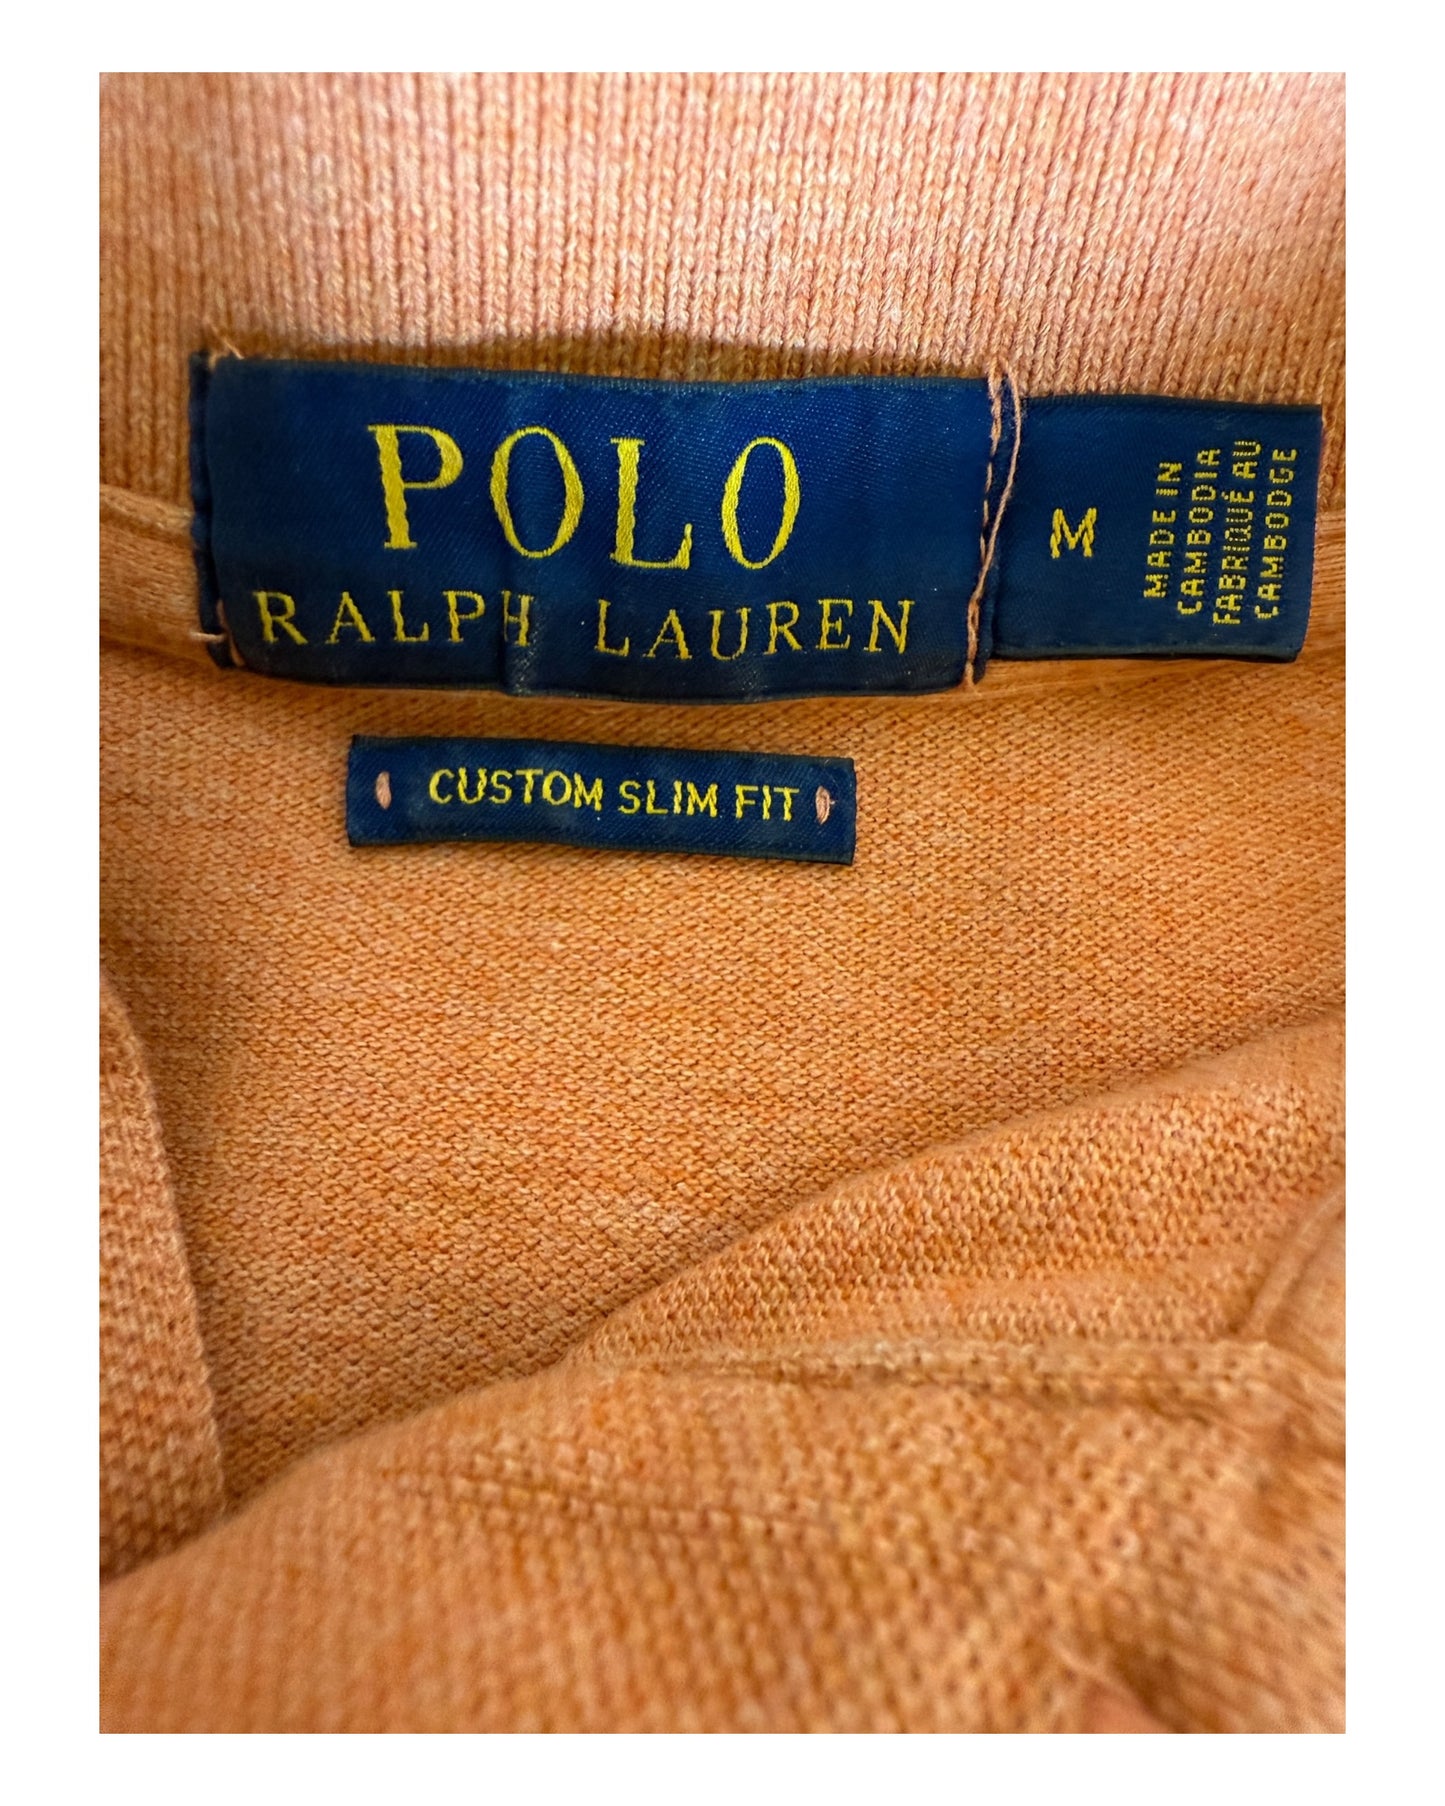 POLO
RALPH LAUREN
M
MADE IN
CAMBODIA
FABRIQUÉ AU
CAMBODGE
CUSTOM SLIM FIT